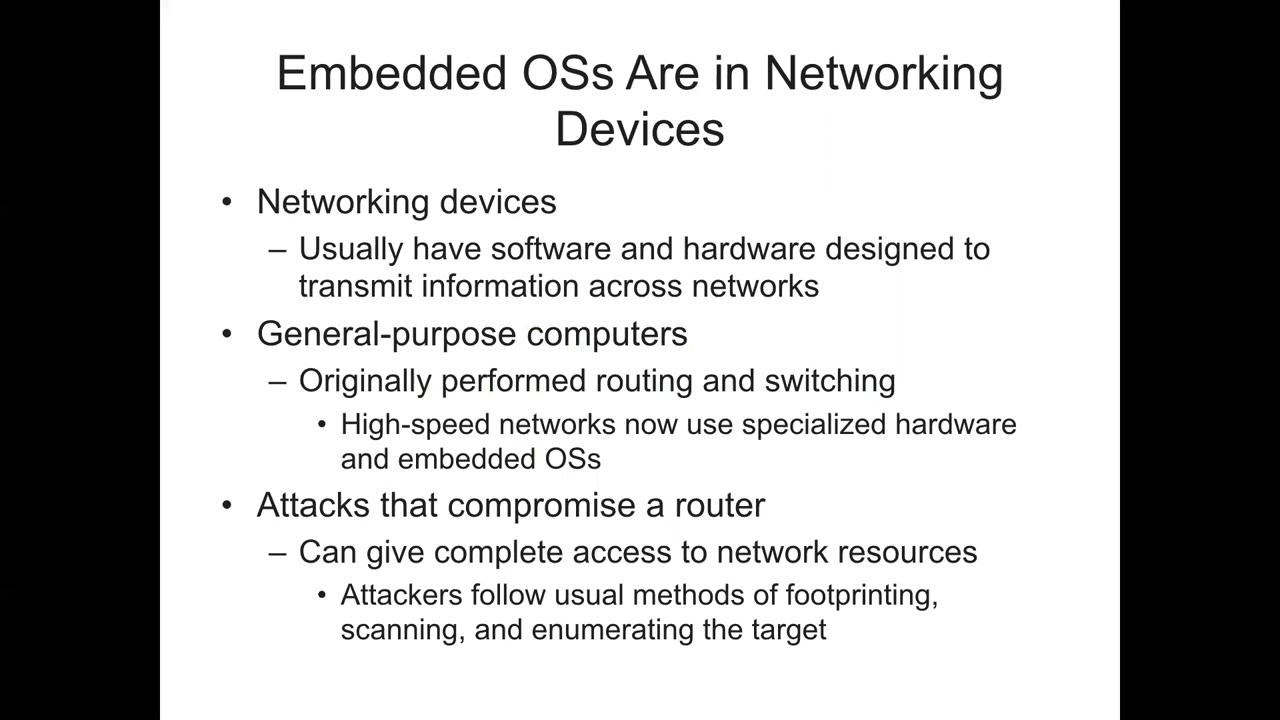 Embedded OSs Are in Networking
Devices
• Networking devices
– Usually have software and hardware designed to
transmit information across networks
• General-purpose computers
– Originally performed routing and switching
• High-speed networks now use specialized hardware
and embedded OSs
• Attacks that compromise a router
– Can give complete access to network resources
• Attackers follow usual methods of footprinting,
scanning, and enumerating the target